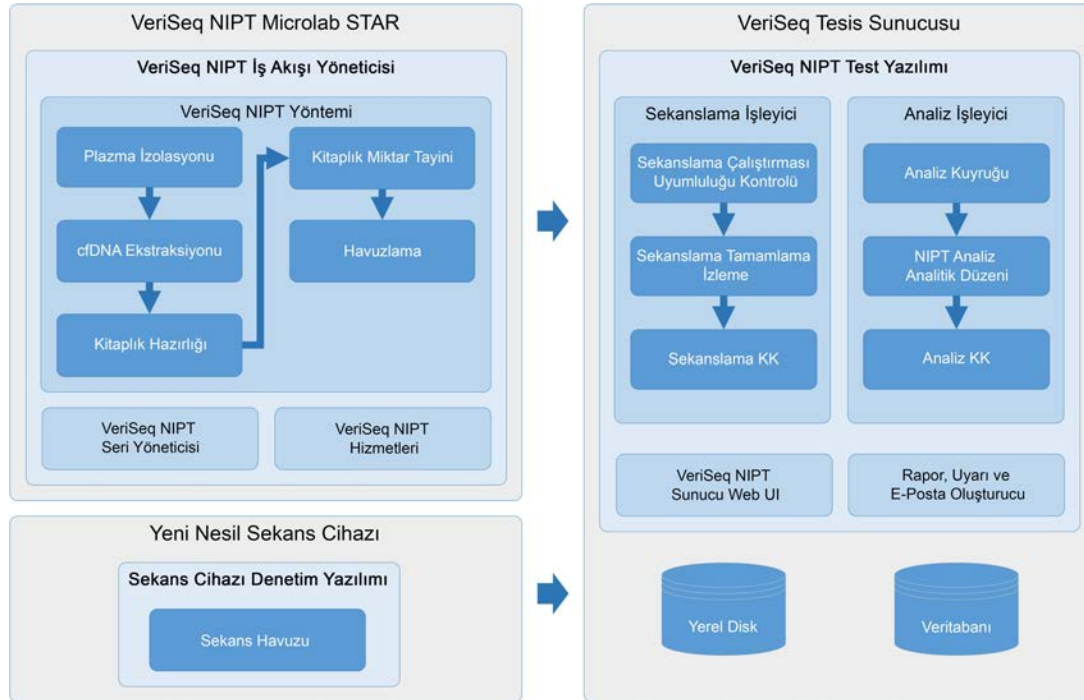 VeriSeq NIPT Microlab STAR
VeriSeq NIPT İş Akışı Yöneticisi
VeriSeq NIPT Yöntemi
Plazma İzolasyonu
cfDNA Ekstraksiyonu
Kitaplık Hazırlığı
Kitaplık Miktar Tayini
Havuzlama
VeriSeq NIPT
Seri Yöneticisi
VeriSeq NIPT
Hizmetleri
Yeni Nesil Sekans Cihazı
Sekans Cihazı Denetim Yazılımı
Sekans Havuzu
VeriSeq Tesis Sunucusu
VeriSeq NIPT Test Yazılımı
Sekanslama İşleyici
Sekanslama Çalıştırması
Uyumluluğu Kontrolü
Sekanslama Tamamlama
İzleme
Sekanslama KK
Analiz İşleyici
Analiz Kuyruğu
NIPT Analiz
Analitik Düzeni
Analiz KK
VeriSeq NIPT
Sunucu Web UI
Rapor, Uyarı ve
E-Posta Oluşturucu
Yerel Disk
Veritabanı